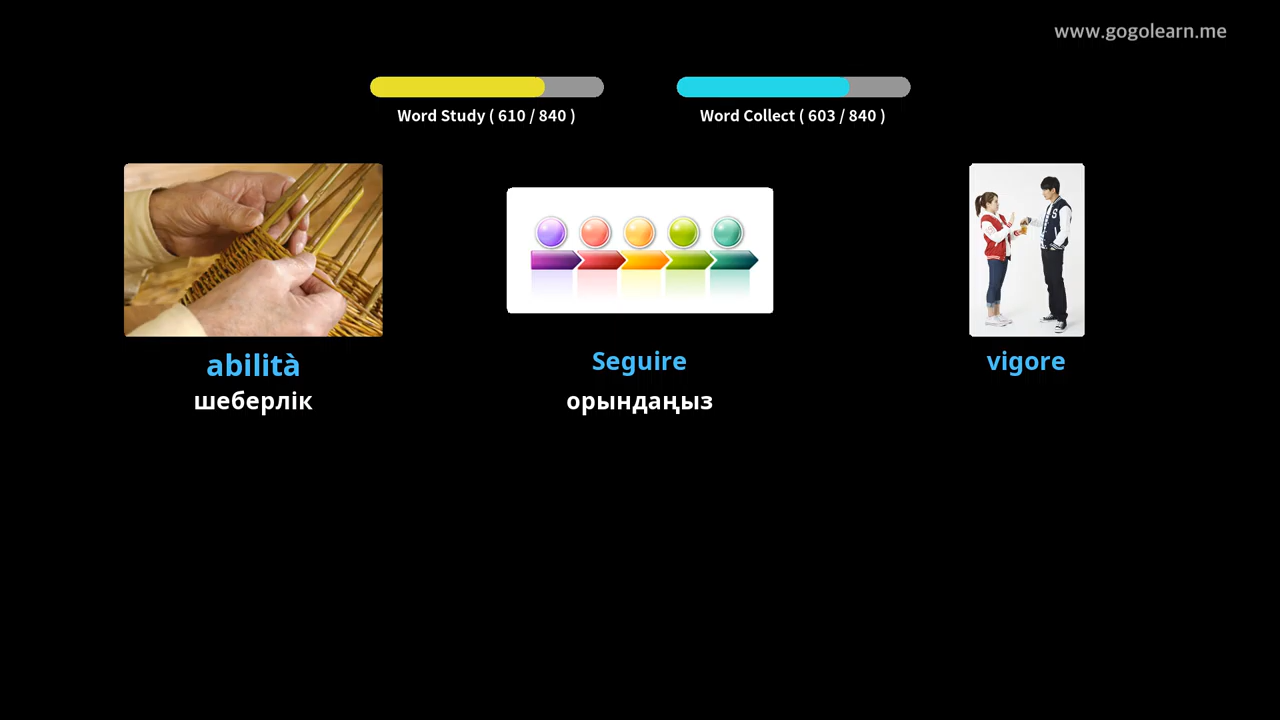 www.gogolearn.me
Word Study ( 610 / 840 )
Word Collect ( 603 / 840 )
abilità
Seguire
vigore
шеберлік
орындаңыз